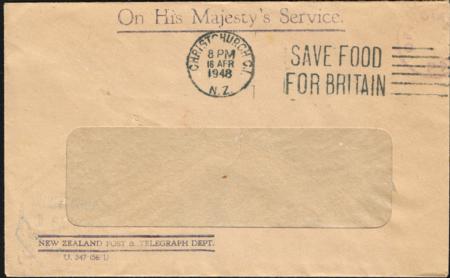 On His Majesty's Service.
CHRISTCHURCH C.1.
8 PM
16 APR
1948
N.Z.
SAVE FOOD
FOR BRITAIN
NEW ZEALAND POST & TELEGRAPH DEPT.